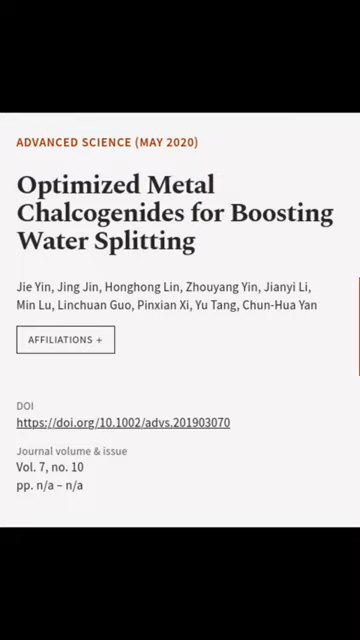 ADVANCED SCIENCE (MAY 2020)
Optimized Metal
Chalcogenides for Boosting
Water Splitting
Jie Yin, Jing Jin, Honghong Lin, Zhouyang Yin, Jianyi Li,
Min Lu, Linchuan Guo, Pinxian Xi, Yu Tang, Chun-Hua Yan
AFFILIATIONS +
DOI
https://doi.org/10.1002/advs.201903070
Journal volume & issue
Vol. 7, no. 10
pp. n/a – n/a